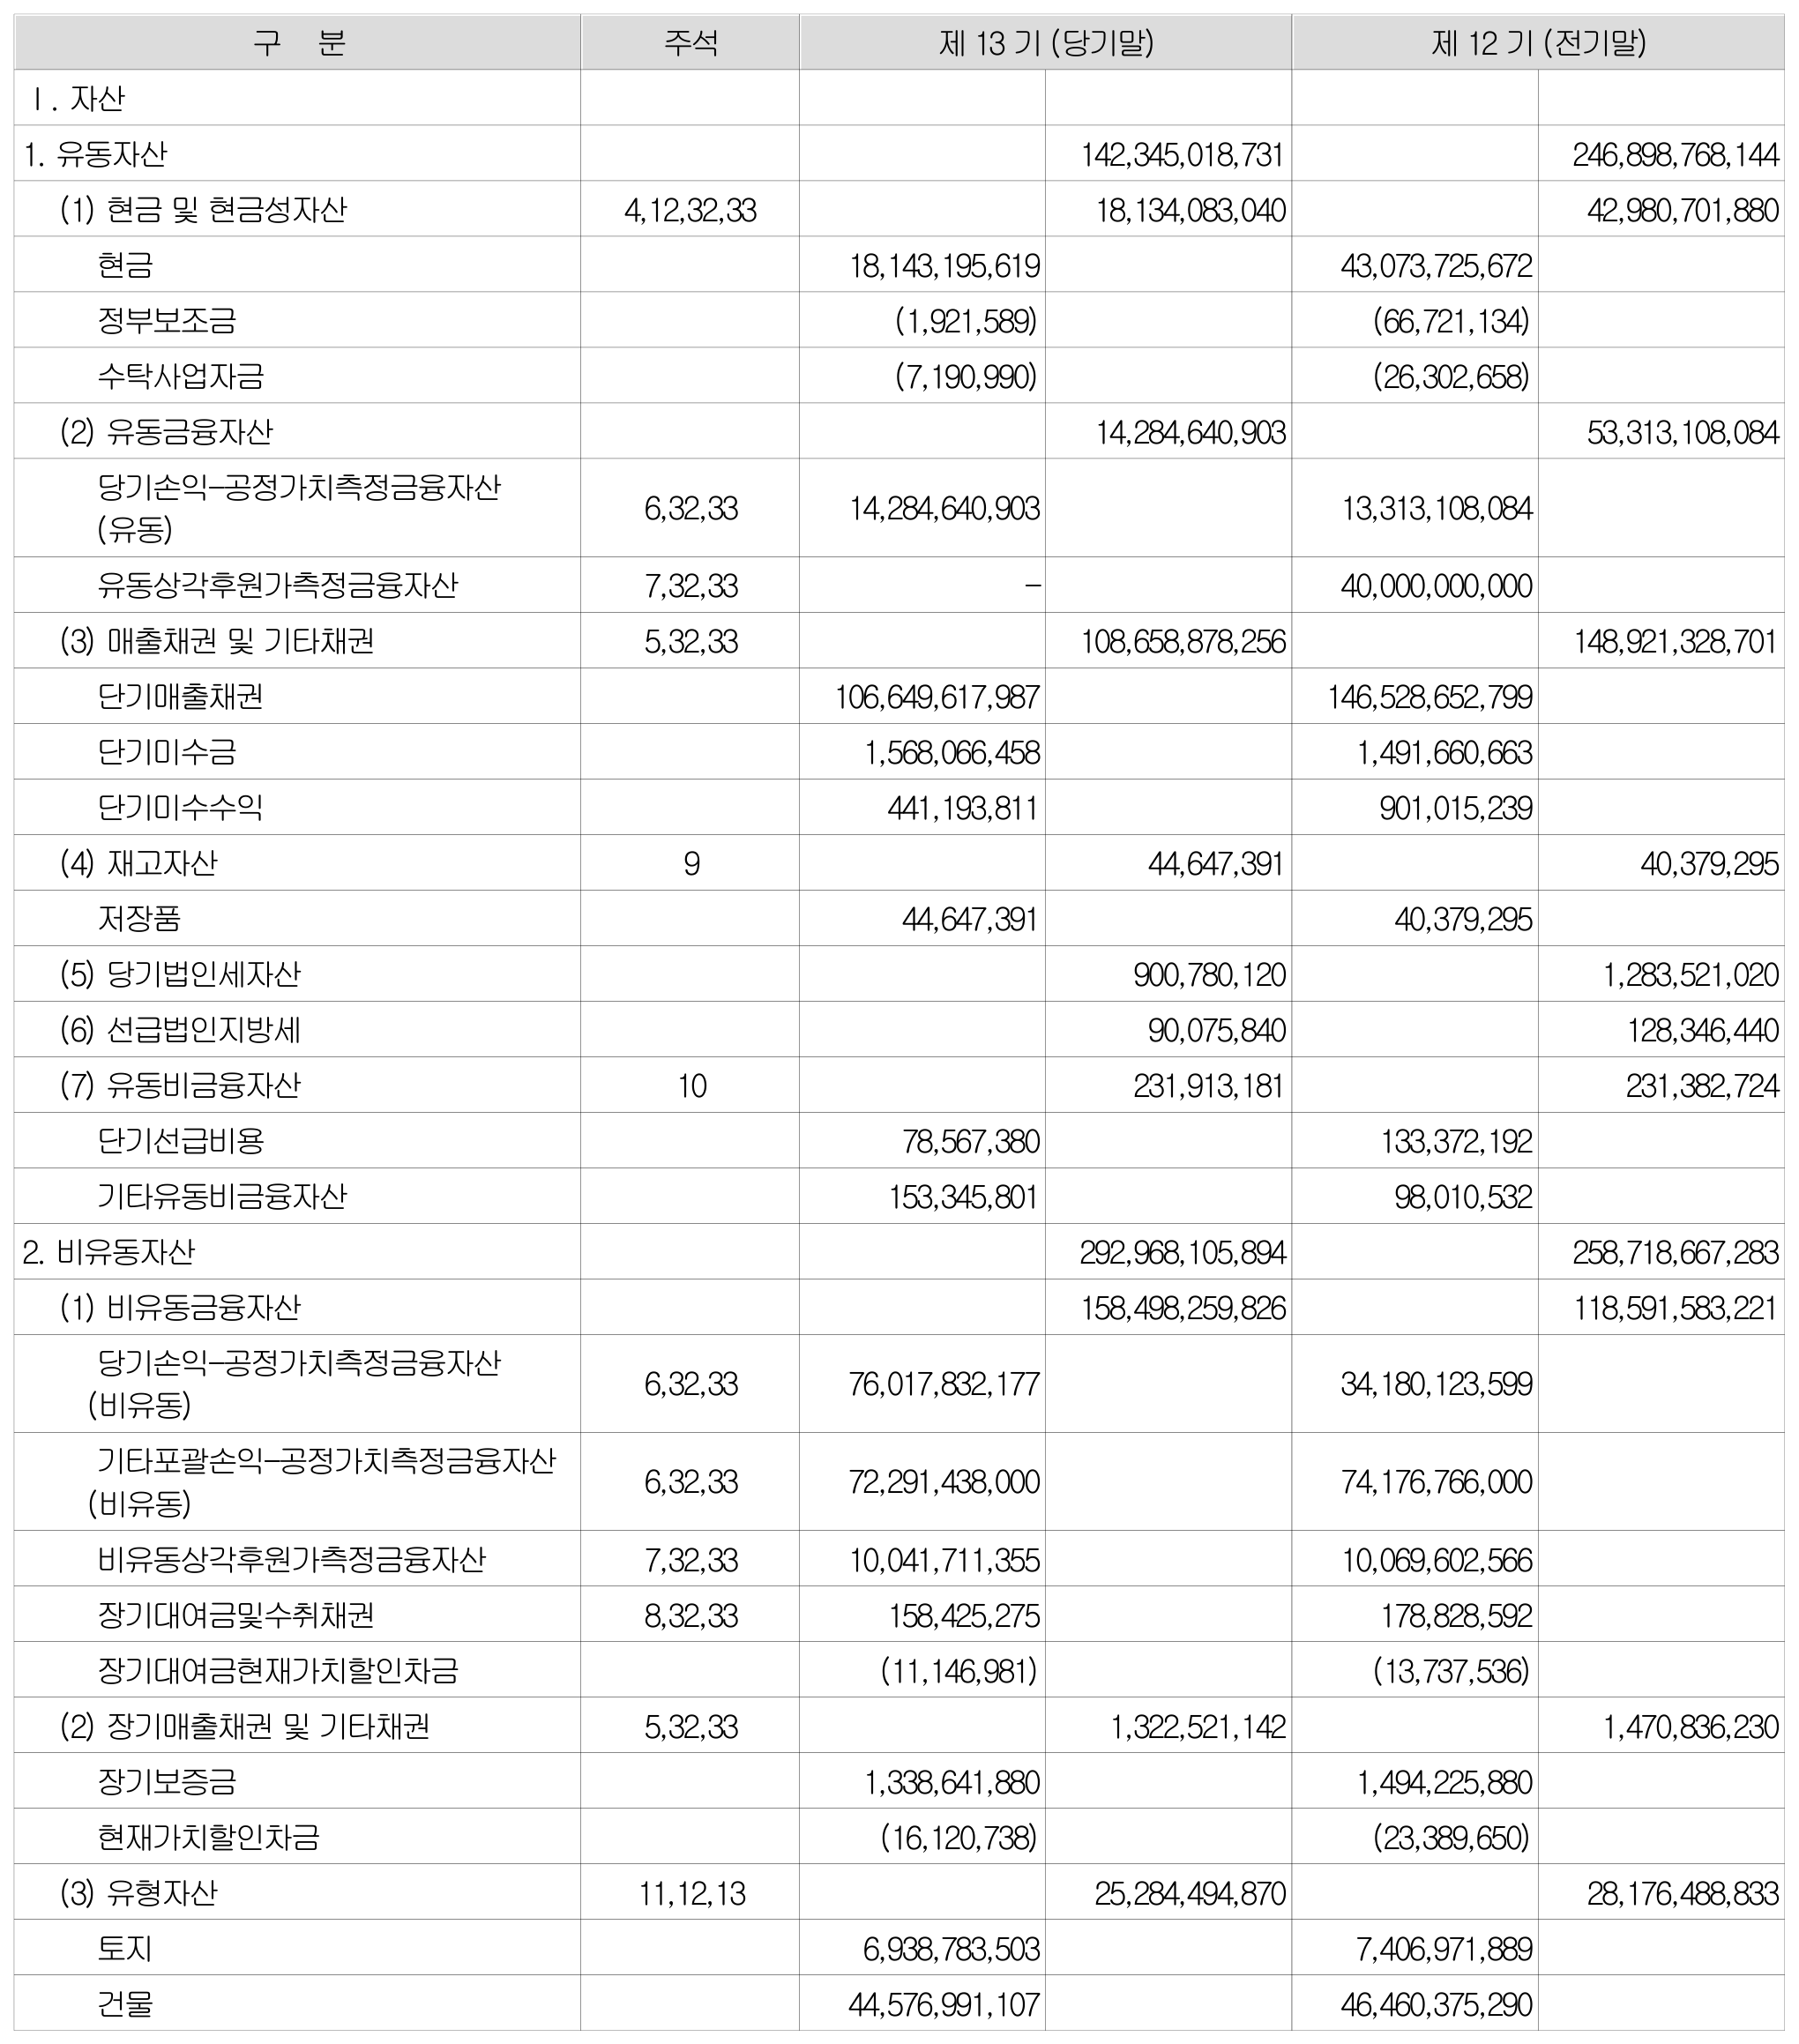 구 분 주석 제 13 기 (당기말) 제 12 기 (전기말)
Ⅰ. 자산
1. 유동자산 142,345,018,731 246,898,768,144
(1) 현금 및 현금성자산 4,12,32,33 18,134,083,040 42,980,701,880
현금 18,143,195,619 43,073,725,672
정부보조금 (1,921,589) (66,721,134)
수탁사업자금 (7,190,990) (26,302,658)
(2) 유동금융자산 14,284,640,903 53,313,108,084
당기손익-공정가치측정금융자산
(유동) 6,32,33 14,284,640,903 13,313,108,084
유동상각후원가측정금융자산 7,32,33 - 40,000,000,000
(3) 매출채권 및 기타채권 5,32,33 108,658,878,256 148,921,328,701
단기매출채권 106,649,617,987 146,528,652,799
단기미수금 1,568,066,458 1,491,660,663
단기미수수익 441,193,811 901,015,239
(4) 재고자산 9 44,647,391 40,379,295
저장품 44,647,391 40,379,295
(5) 당기법인세자산 900,780,120 1,283,521,020
(6) 선급법인지방세 90,075,840 128,346,440
(7) 유동비금융자산 10 231,913,181 231,382,724
단기선급비용 78,567,380 133,372,192
기타유동비금융자산 153,345,801 98,010,532
2. 비유동자산 292,968,105,894 258,718,667,283
(1) 비유동금융자산 158,498,259,826 118,591,583,221
당기손익-공정가치측정금융자산
(비유동) 6,32,33 76,017,832,177 34,180,123,599
기타포괄손익-공정가치측정금융자산
(비유동) 6,32,33 72,291,438,000 74,176,766,000
비유동상각후원가측정금융자산 7,32,33 10,041,711,355 10,069,602,566
장기대여금및수취채권 8,32,33 158,425,275 178,828,592
장기대여금현재가치할인차금 (11,146,981) (13,737,536)
(2) 장기매출채권 및 기타채권 5,32,33 1,322,521,142 1,470,836,230
장기보증금 1,338,641,880 1,494,225,880
현재가치할인차금 (16,120,738) (23,389,650)
(3) 유형자산 11,12,13 25,284,494,870 28,176,488,833
토지 6,938,783,503 7,406,971,889
건물 44,576,991,107 46,460,375,290